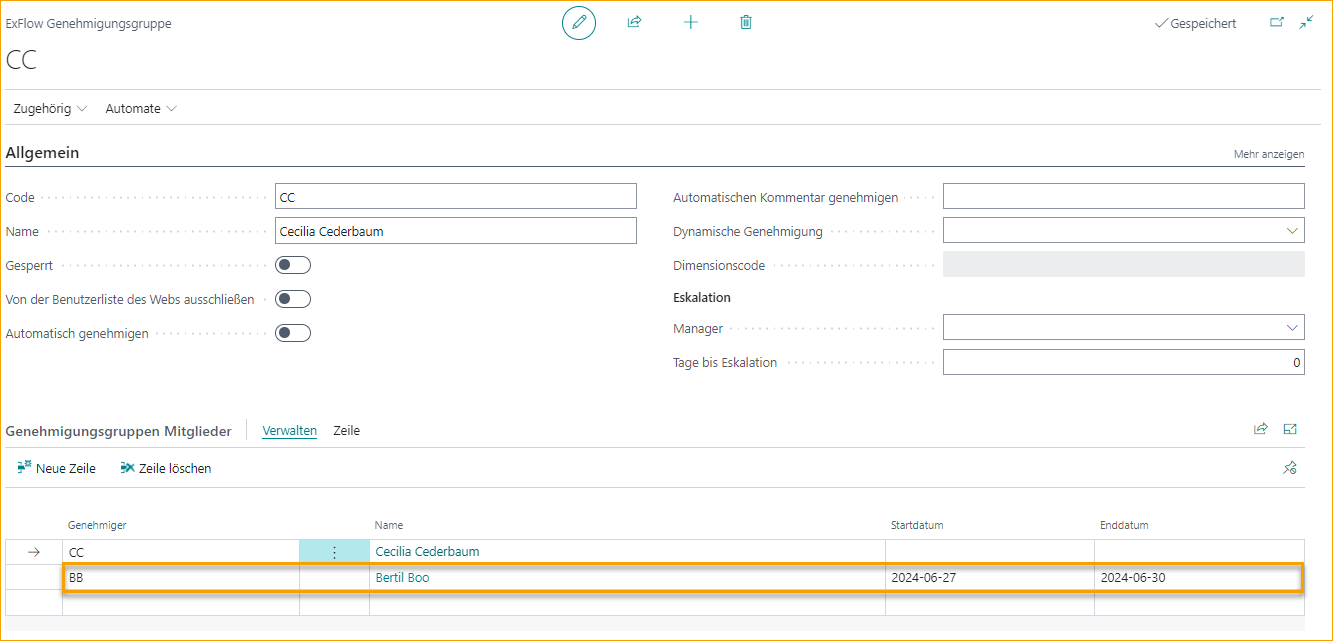 ExFlow Genehmigungsgruppe
Gespeichert
CC
Zugehörig Automate
Allgemein
Mehr anzeigen
Code CC
Name Cecilia Cederbaum
Gesperrt
Von der Benutzerliste des Webs ausschließen
Automatisch genehmigen
Automatischen Kommentar genehmigen
Dynamische Genehmigung
Dimensionscode
Eskalation
Manager
Tage bis Eskalation 0
Genehmigungsgruppen Mitglieder Verwalten Zeile
Neue Zeile Zeile löschen
Genehmiger Name Startdatum Enddatum
CC Cecilia Cederbaum
BB Bertil Boo 2024-06-27 2024-06-30